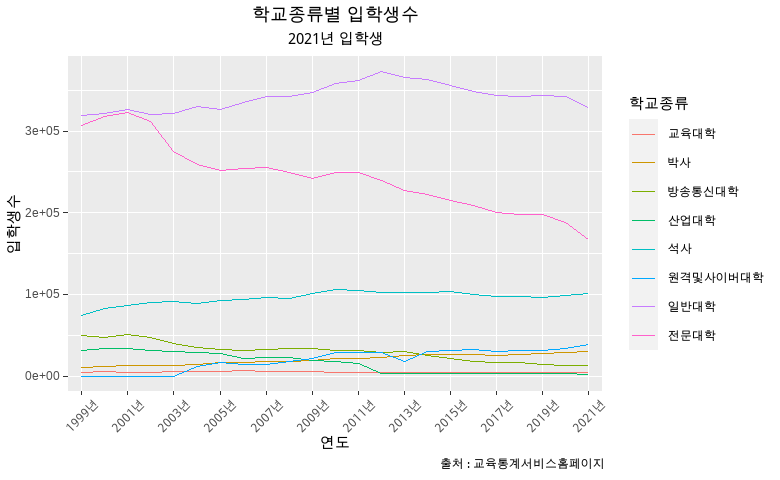 학교종류별 입학생수
2021년 입학생
입학생수
3e+05
2e+05
1e+05
0e+00
1999년 2001년 2003년 2005년 2007년 2009년 2011년 2013년 2015년 2017년 2019년 2021년
연도
학교종류
교육대학
박사
방송통신대학
산업대학
석사
원격및사이버대학
일반대학
전문대학
출처 : 교육통계서비스홈페이지